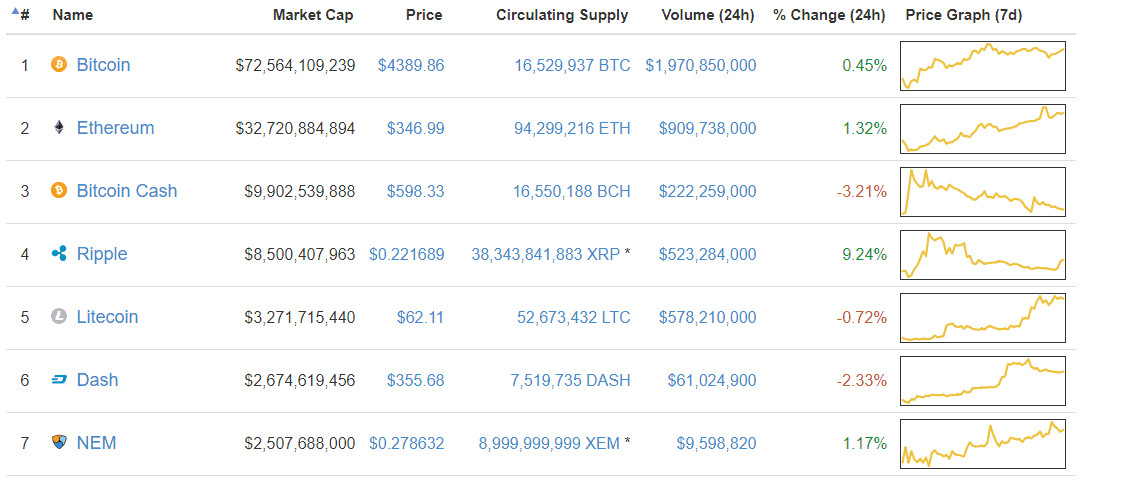 # Name Market Cap Price Circulating Supply Volume (24h) % Change (24h) Price Graph (7d)
1 Bitcoin $72,564,109,239 $4389.86 16,529,937 BTC $1,970,850,000 0.45%
2 Ethereum $32,720,884,894 $346.99 94,299,216 ETH $909,738,000 1.32%
3 Bitcoin Cash $9,902,539,888 $598.33 16,550,188 BCH $222,259,000 -3.21%
4 Ripple $8,500,407,963 $0.221689 38,343,841,883 XRP * $523,284,000 9.24%
5 Litecoin $3,271,715,440 $62.11 52,673,432 LTC $578,210,000 -0.72%
6 Dash $2,674,619,456 $355.68 7,519,735 DASH $61,024,900 -2.33%
7 NEM $2,507,688,000 $0.278632 8,999,999,999 XEM * $9,598,820 1.17%